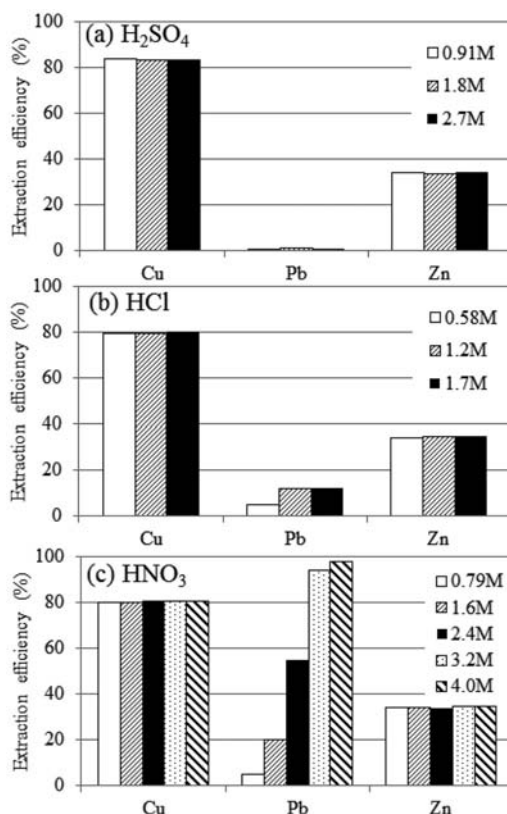 100
(a) H₂SO₄
80
60
40
20
0
Extraction efficiency (%)
0.91M
1.8M
2.7M
Cu Pb Zn
100
(b) HCl
80
60
40
20
0
Extraction efficiency (%)
0.58M
1.2M
1.7M
Cu Pb Zn
100
(c) HNO₃
80
60
40
20
0
Extraction efficiency (%)
0.79M
1.6M
2.4M
3.2M
4.0M
Cu Pb Zn